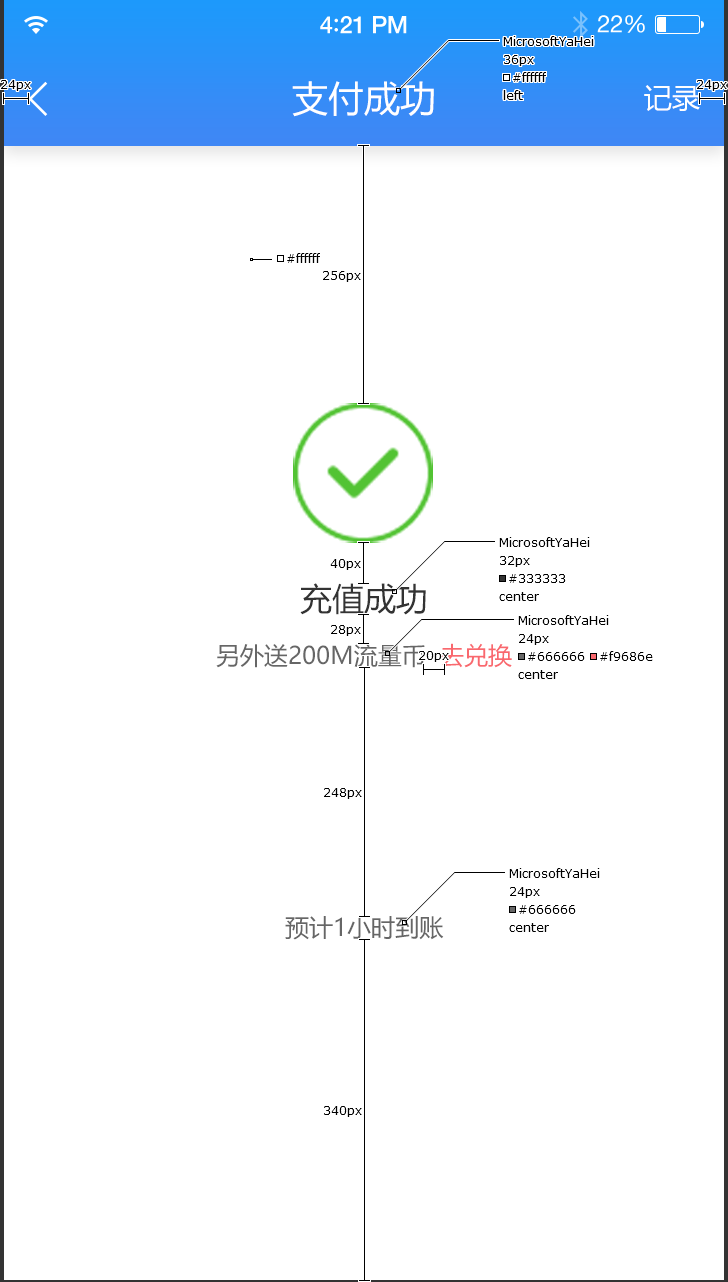 4:21 PM 22%
MicrosoftYaHei
36px
#ffffff
left
24px
支付成功
记录
24px
#ffffff
256px
40px
MicrosoftYaHei
32px
#333333
center
充值成功
28px
MicrosoftYaHei
24px
#666666 #f9686e
center
另外送200M流量币 去兑换
20px
248px
MicrosoftYaHei
24px
#666666
center
预计1小时到账
340px